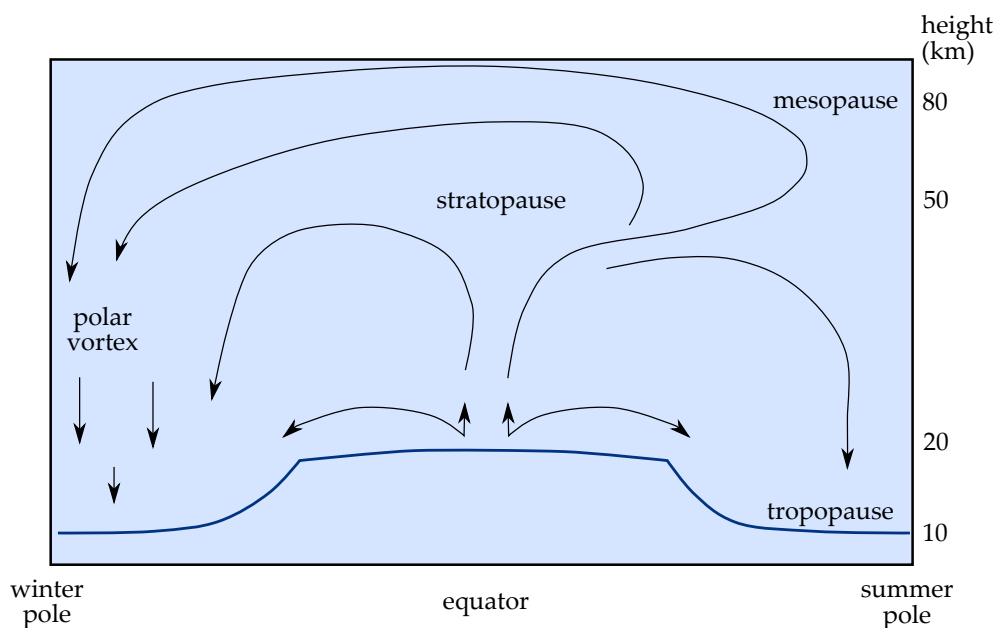 height
(km)
mesopause
80
stratopause
50
polar
vortex
20
tropopause
10
winter
pole
equator
summer
pole